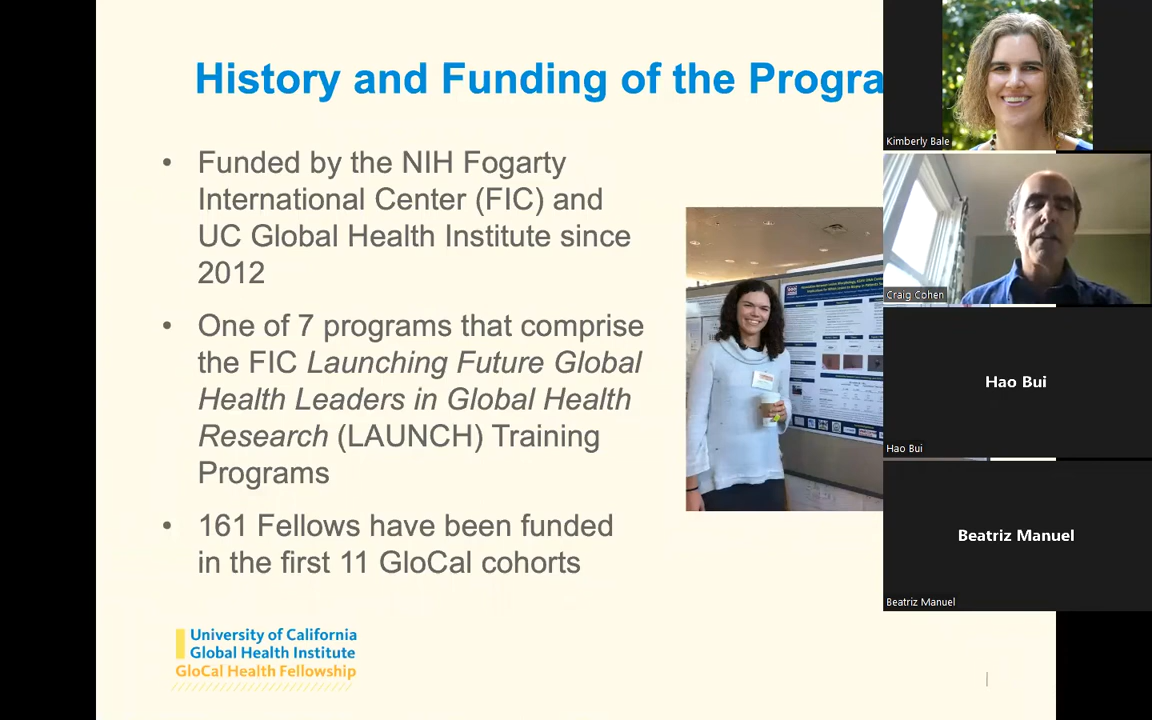 History and Funding of the Progra
• Funded by the NIH Fogarty
International Center (FIC) and
UC Global Health Institute since
2012
• One of 7 programs that comprise
the FIC Launching Future Global
Health Leaders in Global Health
Research (LAUNCH) Training
Programs
• 161 Fellows have been funded
in the first 11 GloCal cohorts
University of California
Global Health Institute
GloCal Health Fellowship
Kimberly Bale
Craig Cohen
Hao Bui
Hao Bui
Beatriz Manuel
Beatriz Manuel